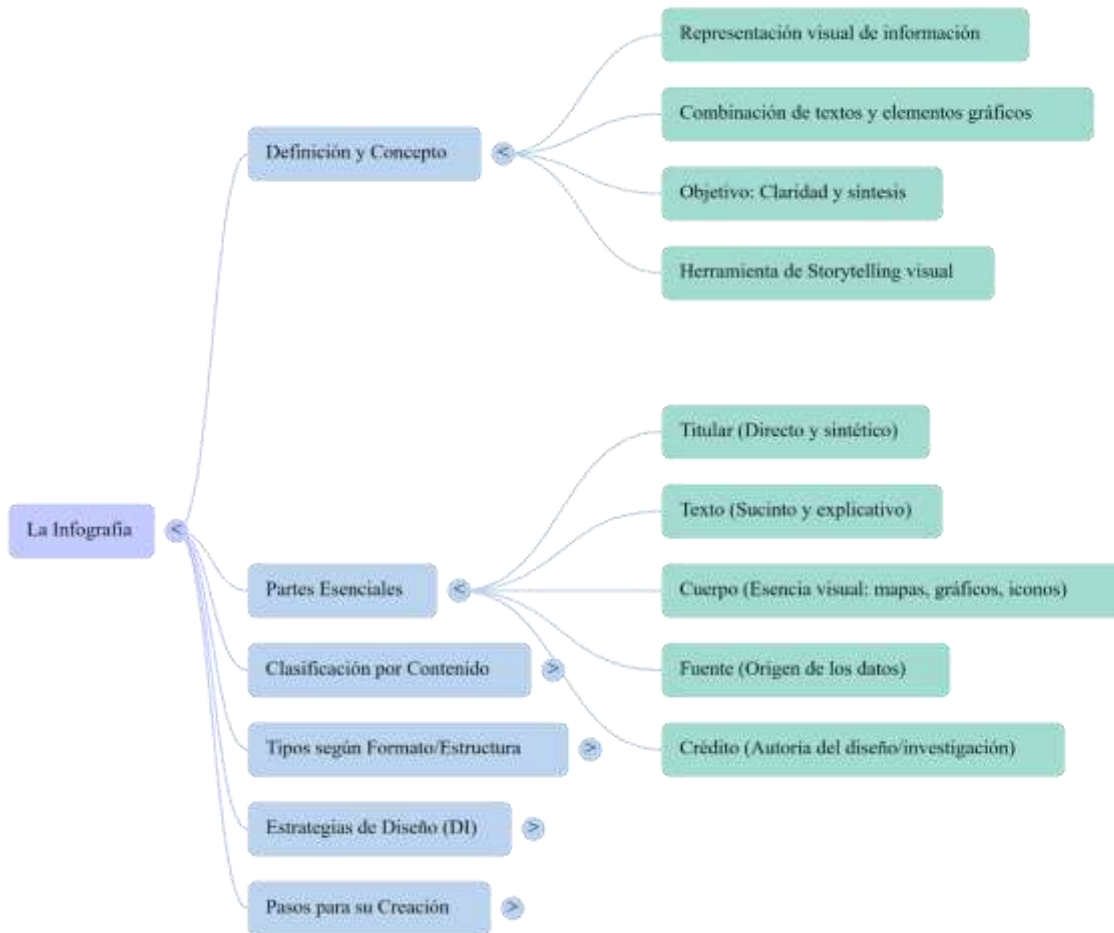 La Infografía
Definición y Concepto
<
Representación visual de información
Combinación de textos y elementos gráficos
Objetivo: Claridad y síntesis
Herramienta de Storytelling visual
<
Partes Esenciales
<
Titular (Directo y sintético)
Texto (Sucinto y explicativo)
Cuerpo (Esencia visual: mapas, gráficos, iconos)
Fuente (Origen de los datos)
Crédito (Autoría del diseño/investigación)
Clasificación por Contenido
>
Tipos según Formato/Estructura
>
Estrategias de Diseño (DI)
>
Pasos para su Creación
>